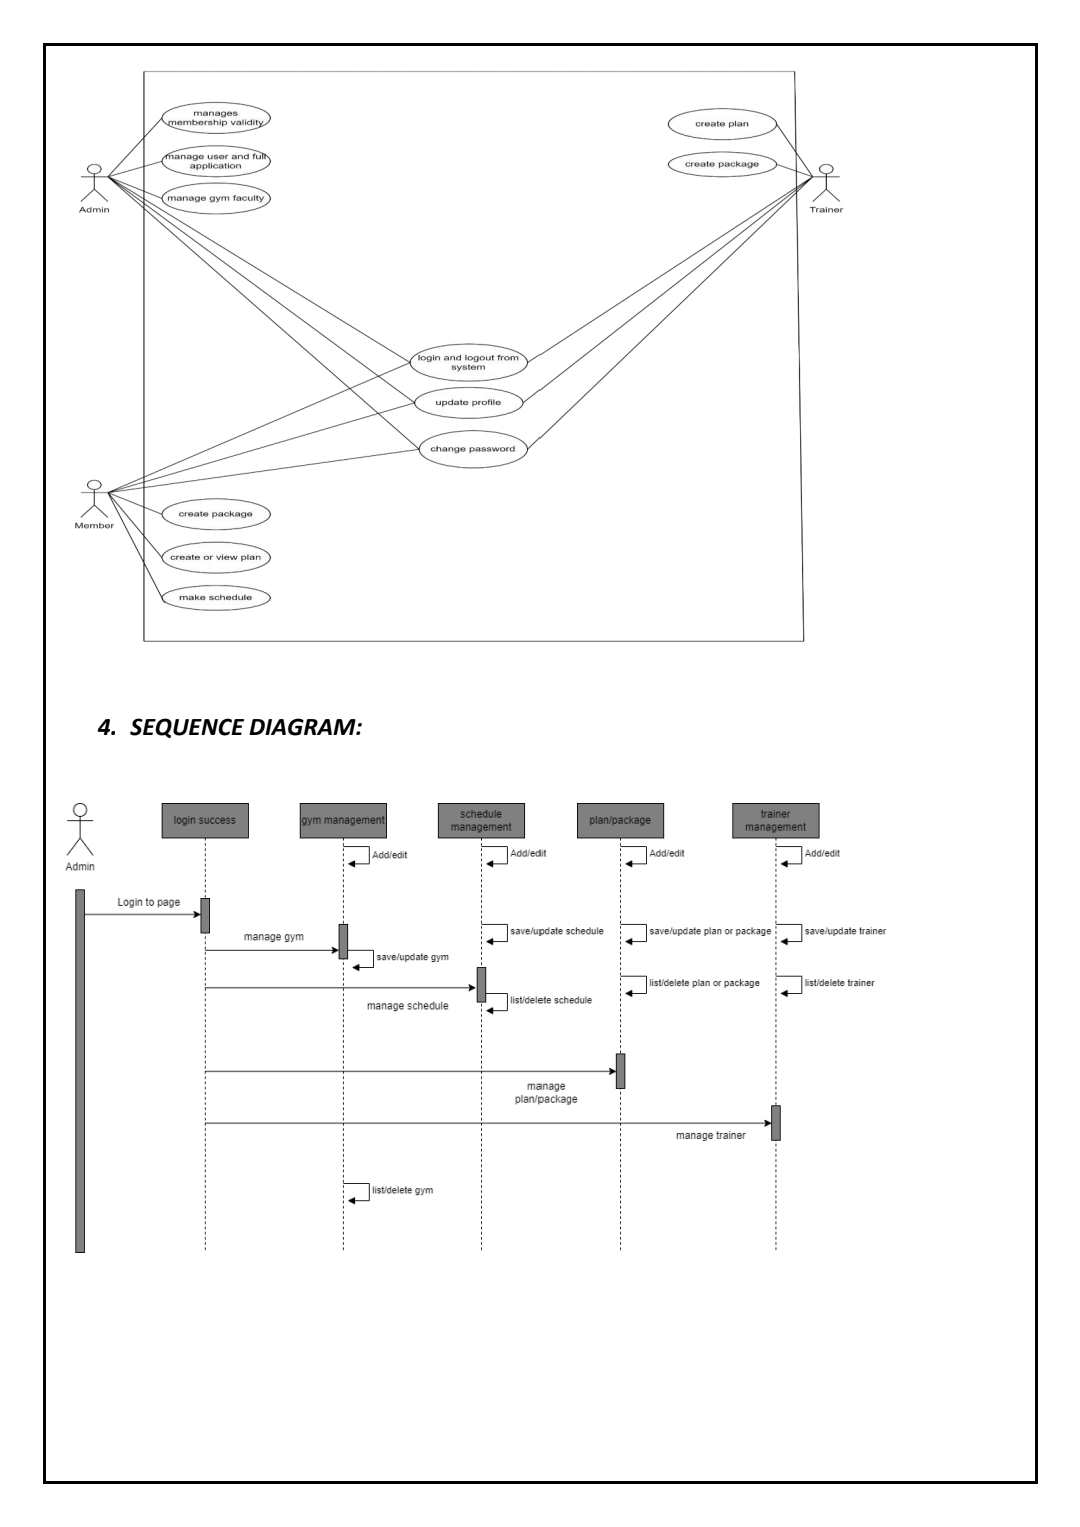 manages
membership validity
manage user and full
application
manage gym faculty
Admin
create plan
create package
Trainer
login and logout from
system
update profile
change password
Member
create package
create or view plan
make schedule
4. SEQUENCE DIAGRAM:
Admin
login success
gym management
schedule
management
plan/package
trainer
management
Add/edit
Add/edit
Add/edit
Add/edit
Login to page
manage gym
save/update gym
save/update schedule
save/update plan or package
save/update trainer
manage schedule
list/delete schedule
list/delete plan or package
list/delete trainer
manage
plan/package
manage trainer
list/delete gym